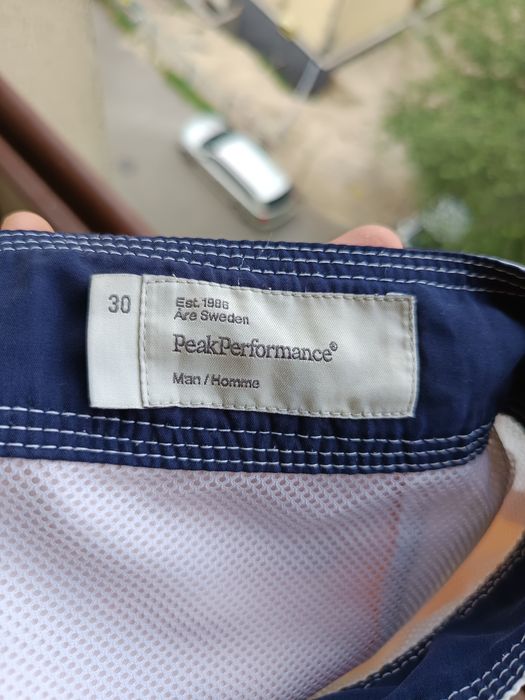 30
Est. 1986
Åre Sweden
PeakPerformance®
Man / Homme